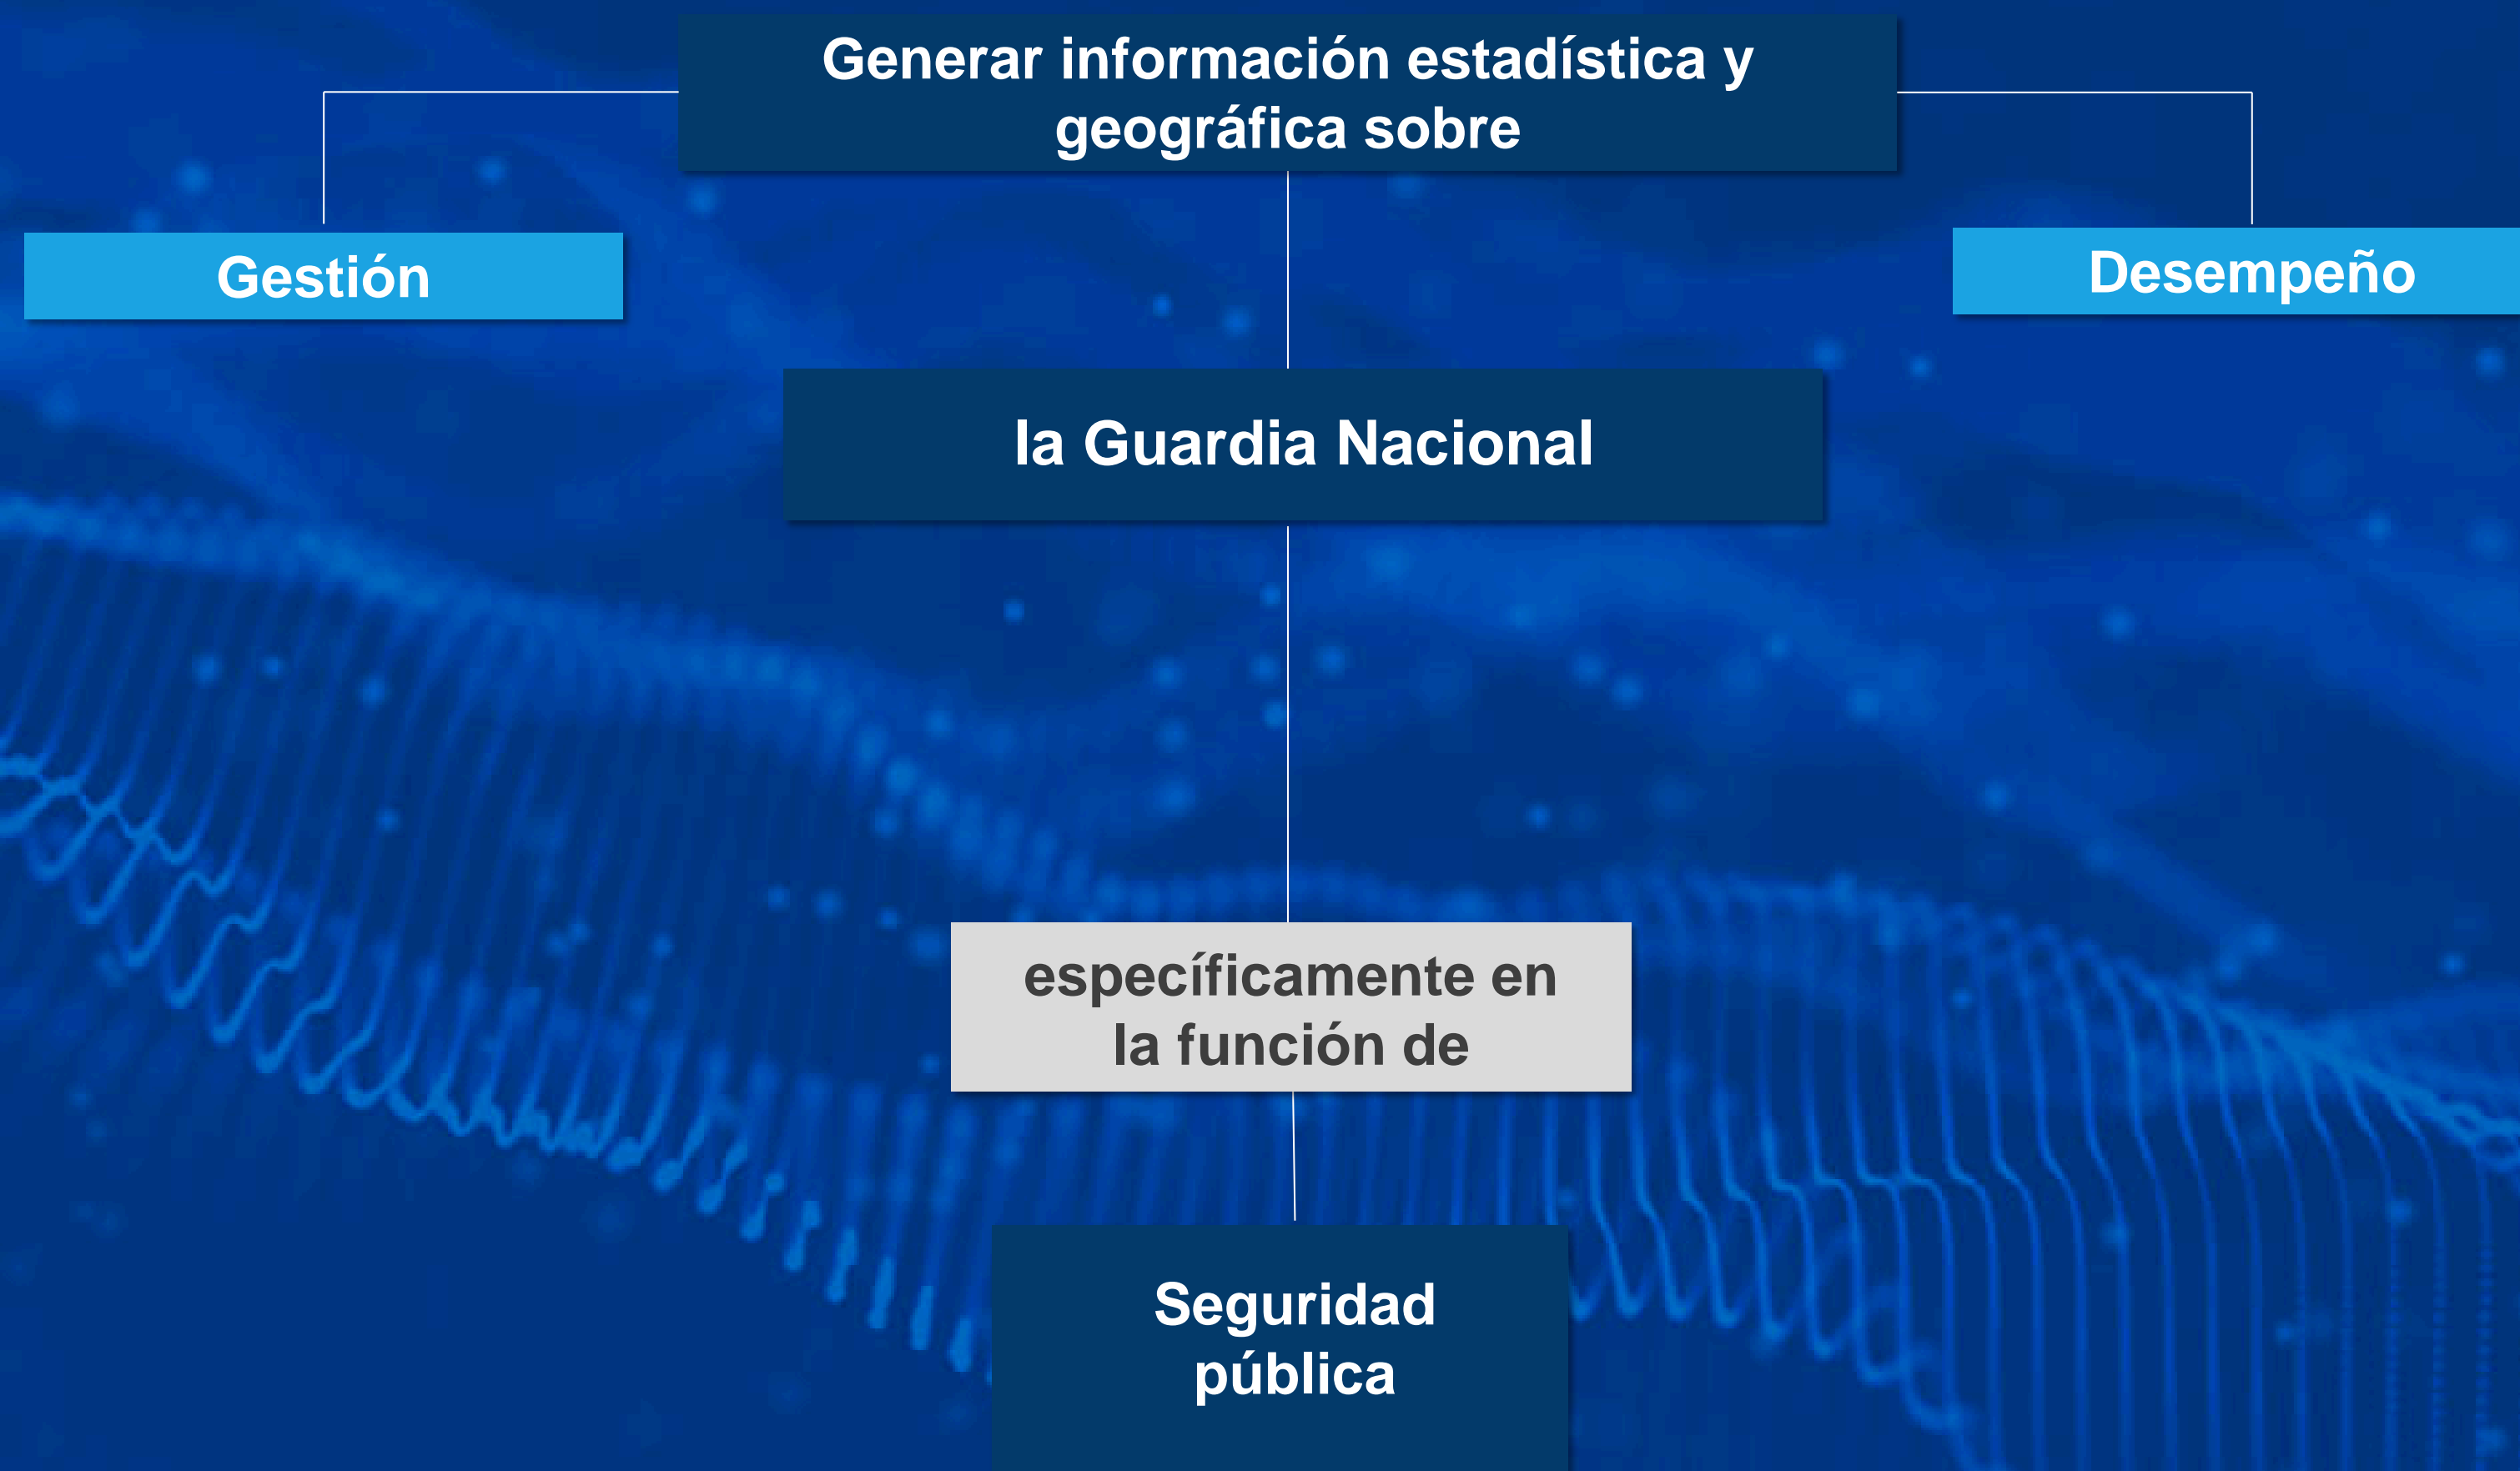 Generar información estadística y
geográfica sobre
Gestión
Desempeño
la Guardia Nacional
específicamente en
la función de
Seguridad
pública